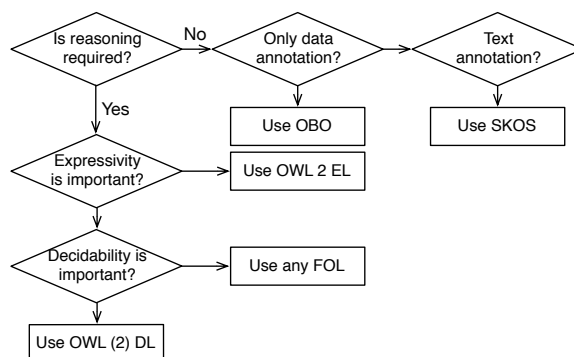 Is reasoning
required?
No
Only data
annotation?
Text
annotation?
Yes
Use OBO
Use SKOS
Expressivity
is important?
Use OWL 2 EL
Decidability is
important?
Use any FOL
Use OWL (2) DL